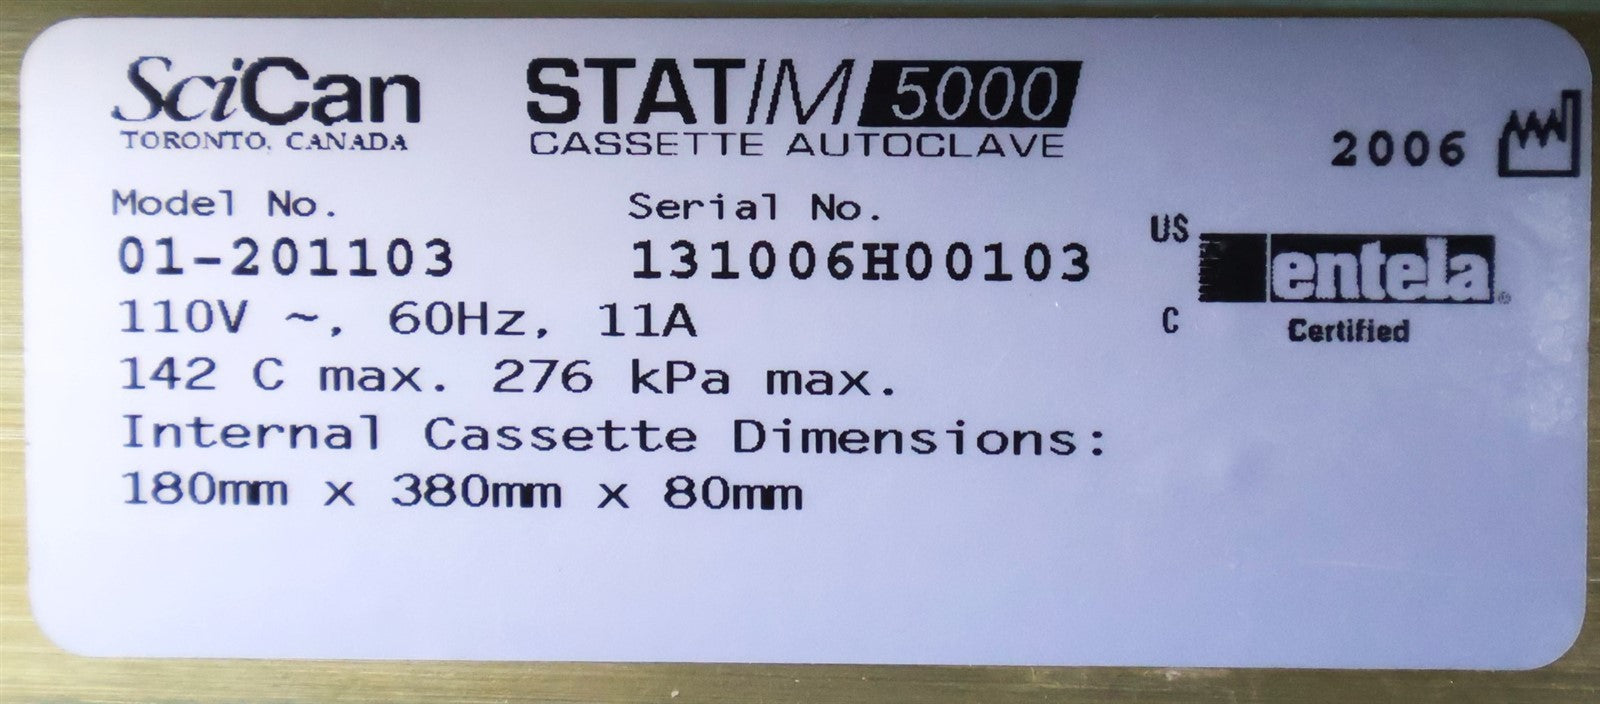 SciCan
TORONTO, CANADA
STATIM 5000
CASSETTE AUTOCLAVE
2006
Model No.
01-201103
Serial No.
131006H00103
110V ~, 60Hz, 11A
142 C max. 276 kPa max.
Internal Cassette Dimensions:
180mm x 380mm x 80mm
US
C
entela®
Certified